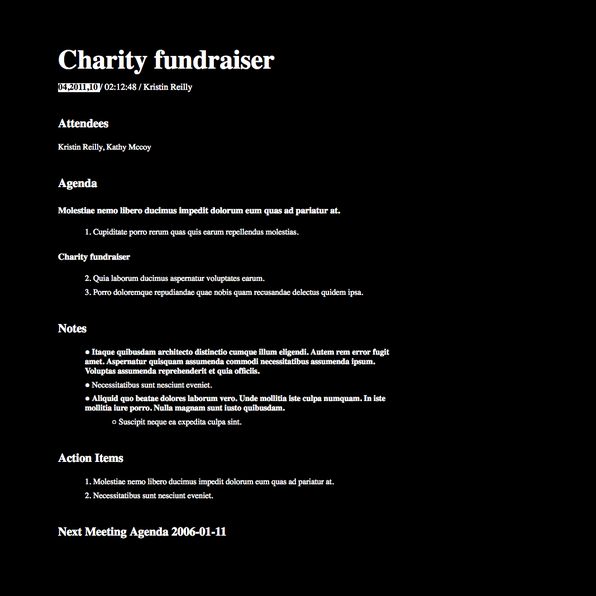 Charity fundraiser
04.2011.10 / 02:12:48 / Kristin Reilly
Attendees
Kristin Reilly, Kathy Mccoy
Agenda
Molestiae nemo libero ducimus impedit dolorum eum quas ad pariatur at.
1. Cupiditate porro rerum quas quis earum repellendus molestias.
Charity fundraiser
2. Quia laborum ducimus aspernatur voluptates earum.
3. Porro doloremque repudiandae quae nobis quam recusandae delectus quidem ipsa.
Notes
● Itaque quibusdam architecto distinctio cumque illum eligendi. Autem rem error fugit
amet. Aspernatur quisquam assumenda commodi necessitatibus assumenda ipsum.
Voluptas assumenda reprehenderit et quia officiis.
● Necessitatibus sunt nesciunt eveniet.
● Aliquid quo beatae dolores laborum vero. Unde mollitia iste culpa numquam. In iste
mollitia iure porro. Nulla magnam sunt iusto quibusdam.
○ Suscipit neque ea expedita culpa sint.
Action Items
1. Molestiae nemo libero ducimus impedit dolorum eum quas ad pariatur at.
2. Necessitatibus sunt nesciunt eveniet.
Next Meeting Agenda 2006-01-11